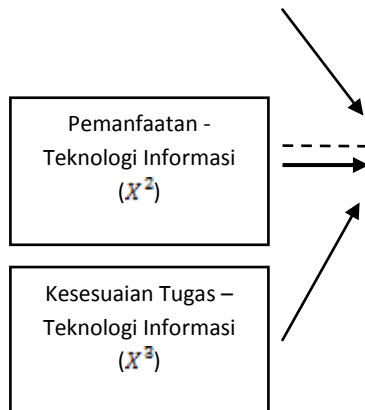 Pemanfaatan -
Teknologi Informasi
(X²)
Kesesuaian Tugas –
Teknologi Informasi
(X³)